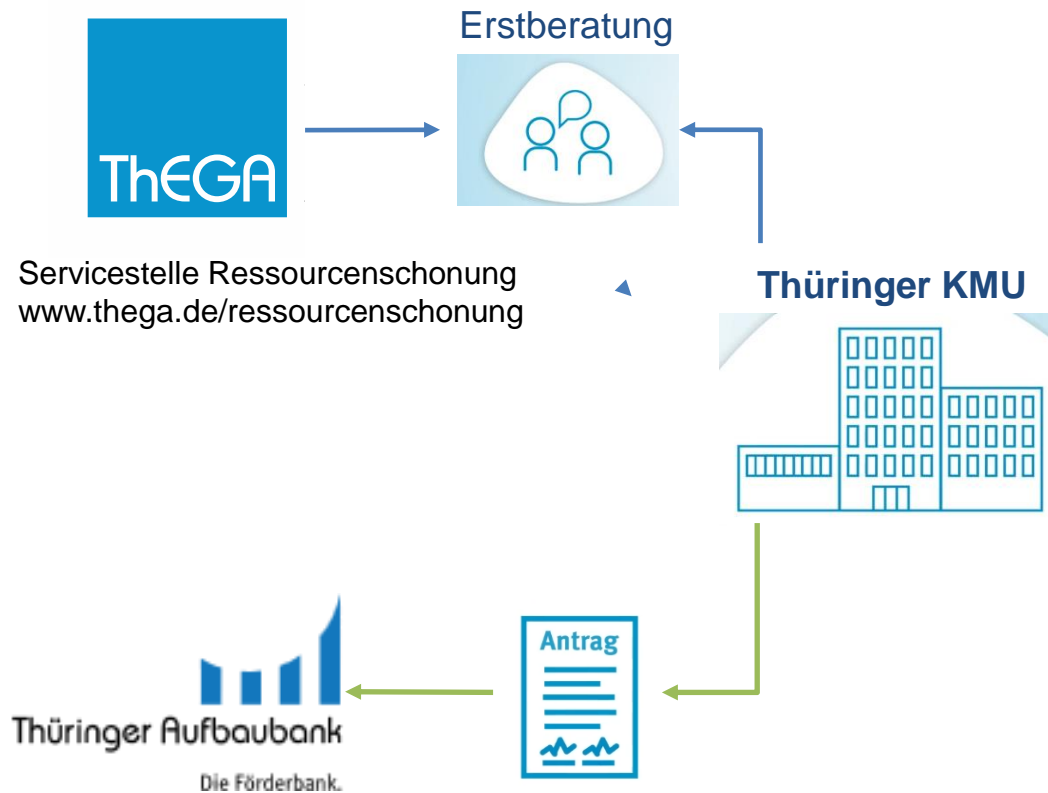 Erstberatung
ThEGA
Servicestelle Ressourcenschonung
www.thega.de/ressourcenschonung
Thüringer KMU
Antrag
Thüringer Aufbaubank
Die Förderbank.